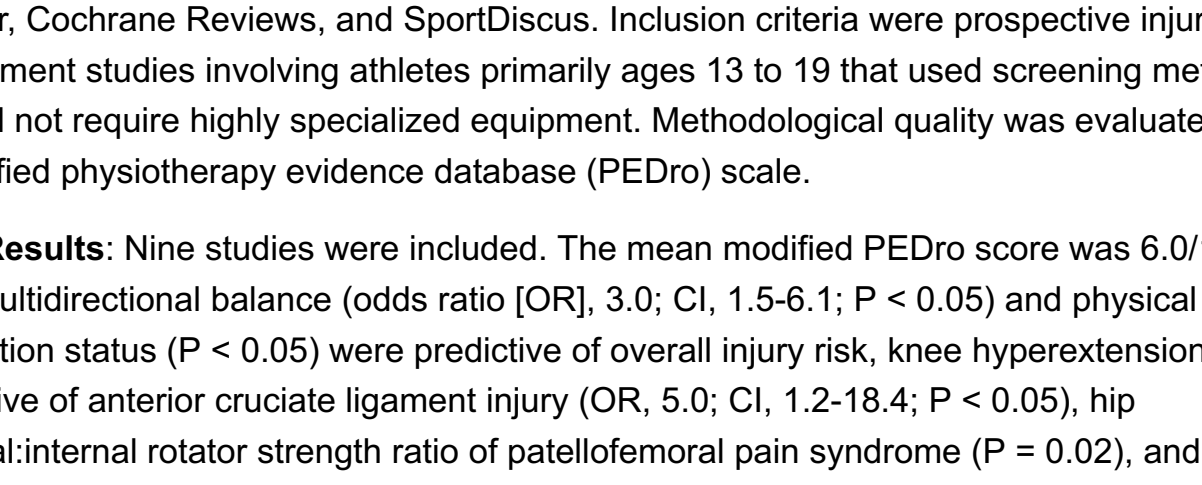 r, Cochrane Reviews, and SportDiscus. Inclusion criteria were prospective injur
ment studies involving athletes primarily ages 13 to 19 that used screening me
l not require highly specialized equipment. Methodological quality was evaluate
fied physiotherapy evidence database (PEDro) scale.
Results: Nine studies were included. The mean modified PEDro score was 6.0/
ultidirectional balance (odds ratio [OR], 3.0; CI, 1.5-6.1; P < 0.05) and physical
tion status (P < 0.05) were predictive of overall injury risk, knee hyperextension
ive of anterior cruciate ligament injury (OR, 5.0; CI, 1.2-18.4; P < 0.05), hip
al:internal rotator strength ratio of patellofemoral pain syndrome (P = 0.02), and